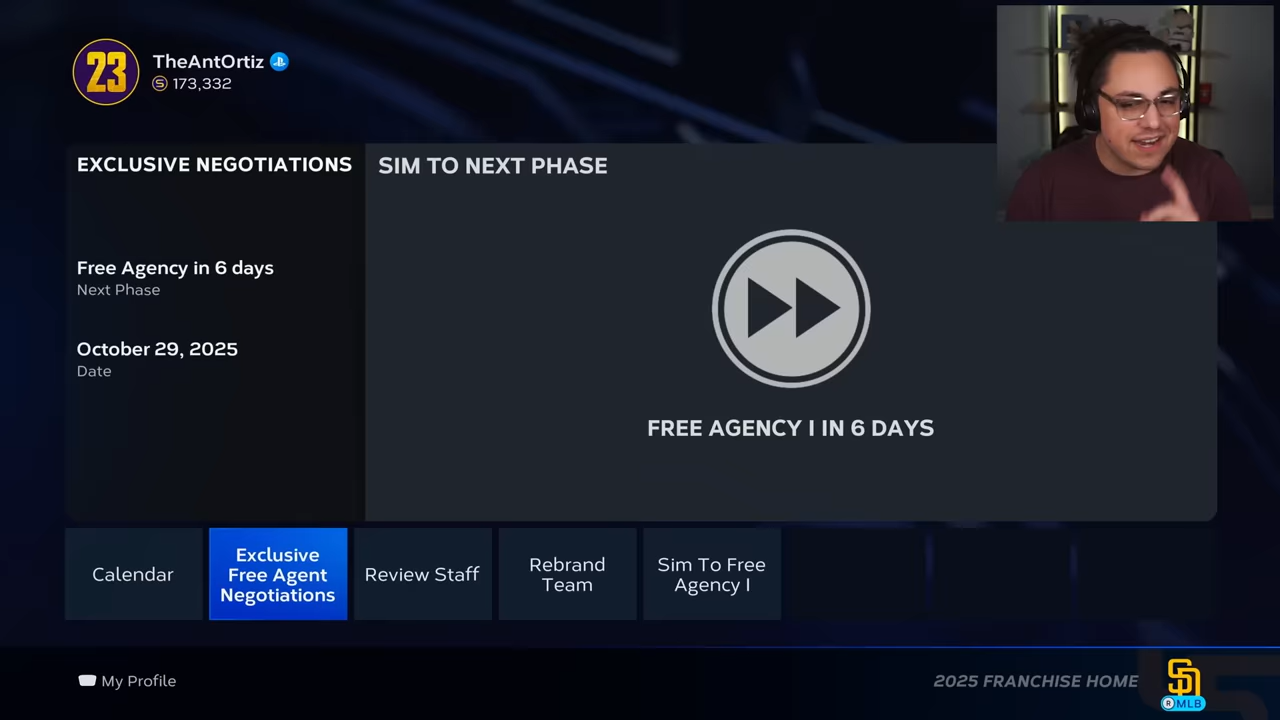 23
TheAntOrtiz
S 173,332
EXCLUSIVE NEGOTIATIONS
SIM TO NEXT PHASE
Free Agency in 6 days
Next Phase
October 29, 2025
Date
FREE AGENCY I IN 6 DAYS
Calendar
Exclusive
Free Agent
Negotiations
Review Staff
Rebrand
Team
Sim To Free
Agency I
My Profile
2025 FRANCHISE HOME
SD
R MLB